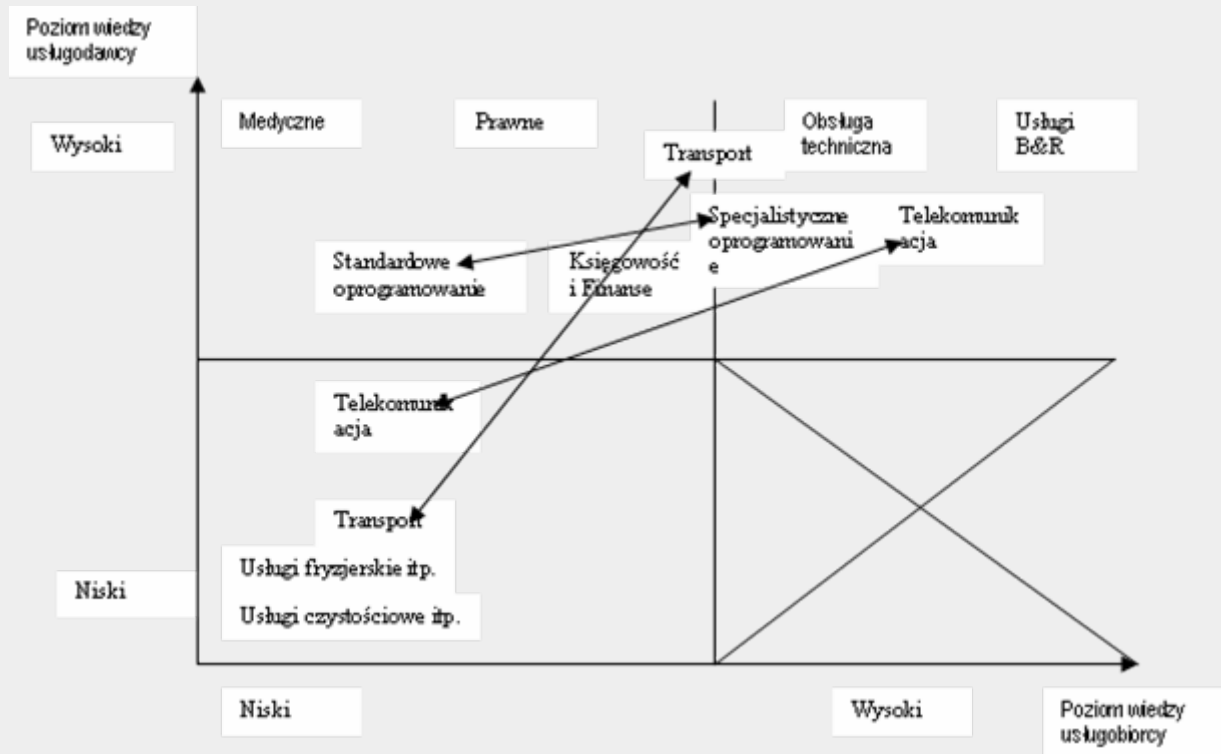 Poziom wiedzy
usługodawcy
Wysoki
Medyczne
Prawne
Transport
Obsługa
techniczna
Usługi
B&R
Standardowe
oprogramowanie
Księgowość
i Finanse
Specjalistyczne
oprogramowani
e
Telekomunik
acja
Telekomunik
acja
Transport
Usługi fryzjerskie itp.
Usługi czystościowe itp.
Niski
Niski
Wysoki
Poziom wiedzy
usługobiorcy